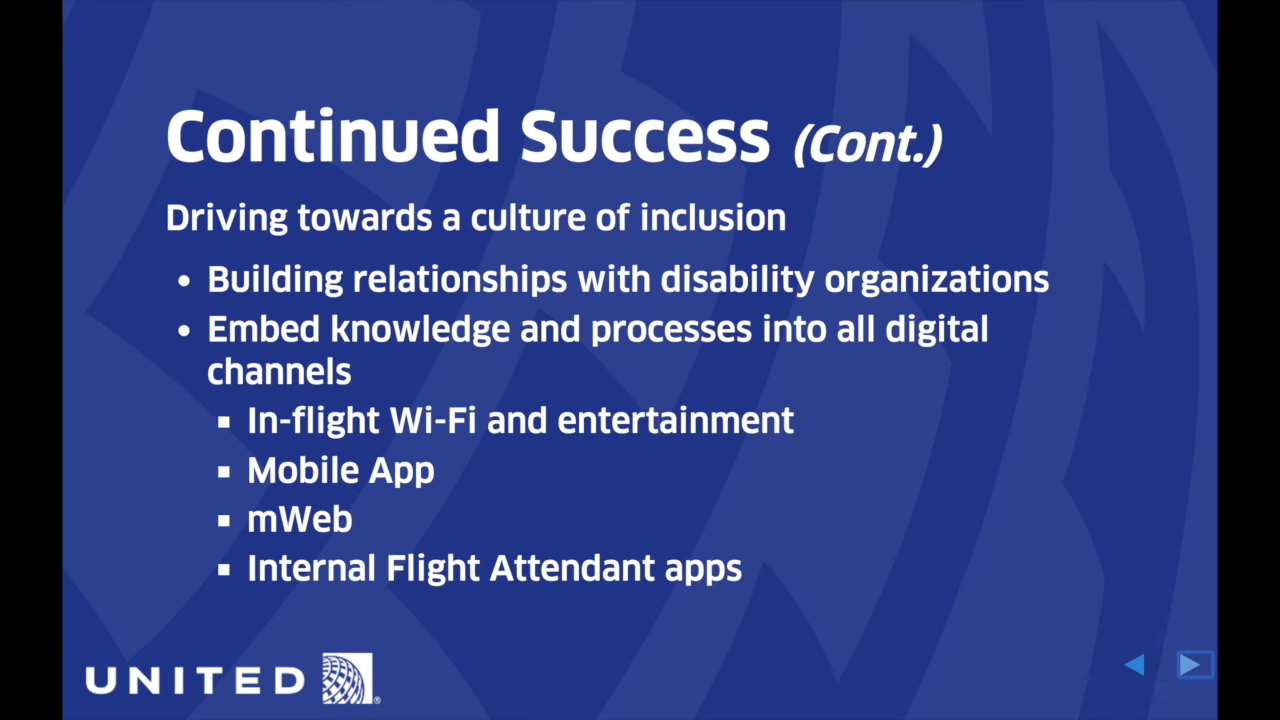 Continued Success (Cont.)
Driving towards a culture of inclusion
• Building relationships with disability organizations
• Embed knowledge and processes into all digital
channels
▪ In-flight Wi-Fi and entertainment
▪ Mobile App
▪ mWeb
▪ Internal Flight Attendant apps
UNITED ®